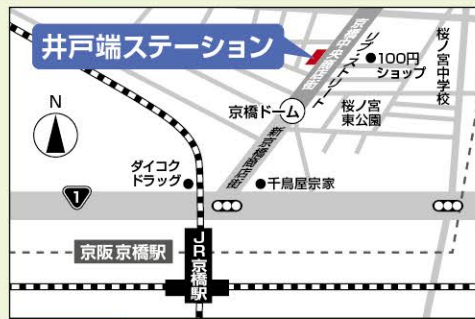 井戸端ステーション
N
京橋中央商店街
リブ・ストリート
100円
ショップ
桜ノ宮中学校
京橋ドーム
桜ノ宮
東公園
新京橋商店街
ダイコク
ドラッグ
千鳥屋宗家
1
京阪京橋駅
JR京橋駅